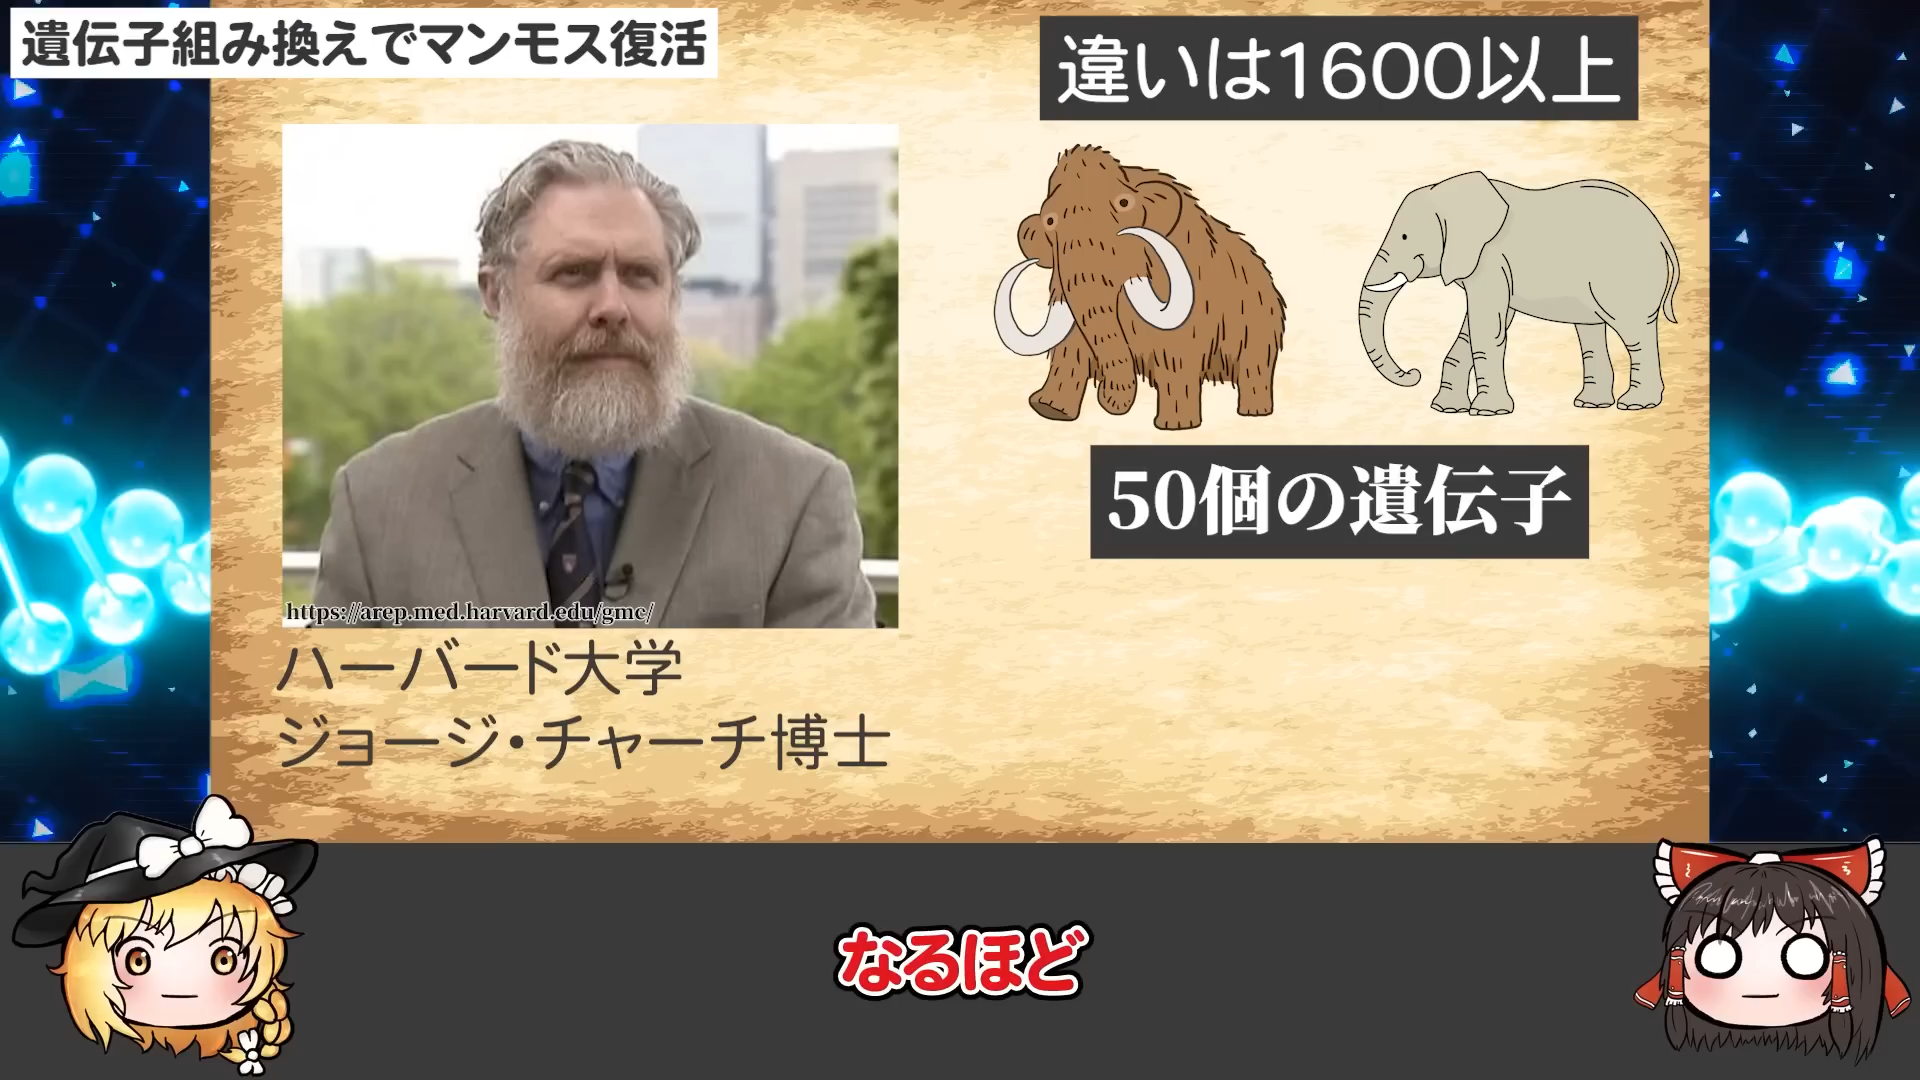 遺伝子組み換えでマンモス復活
違いは1600以上
50個の遺伝子
https://arep.med.harvard.edu/gmc/
ハーバード大学
ジョージ・チャーチ博士
なるほど